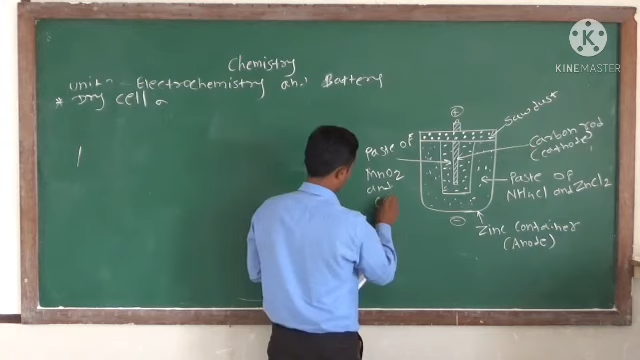 Chemistry
unit - Electrochemistry and Battery
* Dry cell
Saw dust
Carbon rod
(cathode)
Paste of
MnO2
and
Paste of
NH4Cl and ZnCl2
Zinc container
(Anode)
+
−
K
KINEMASTER